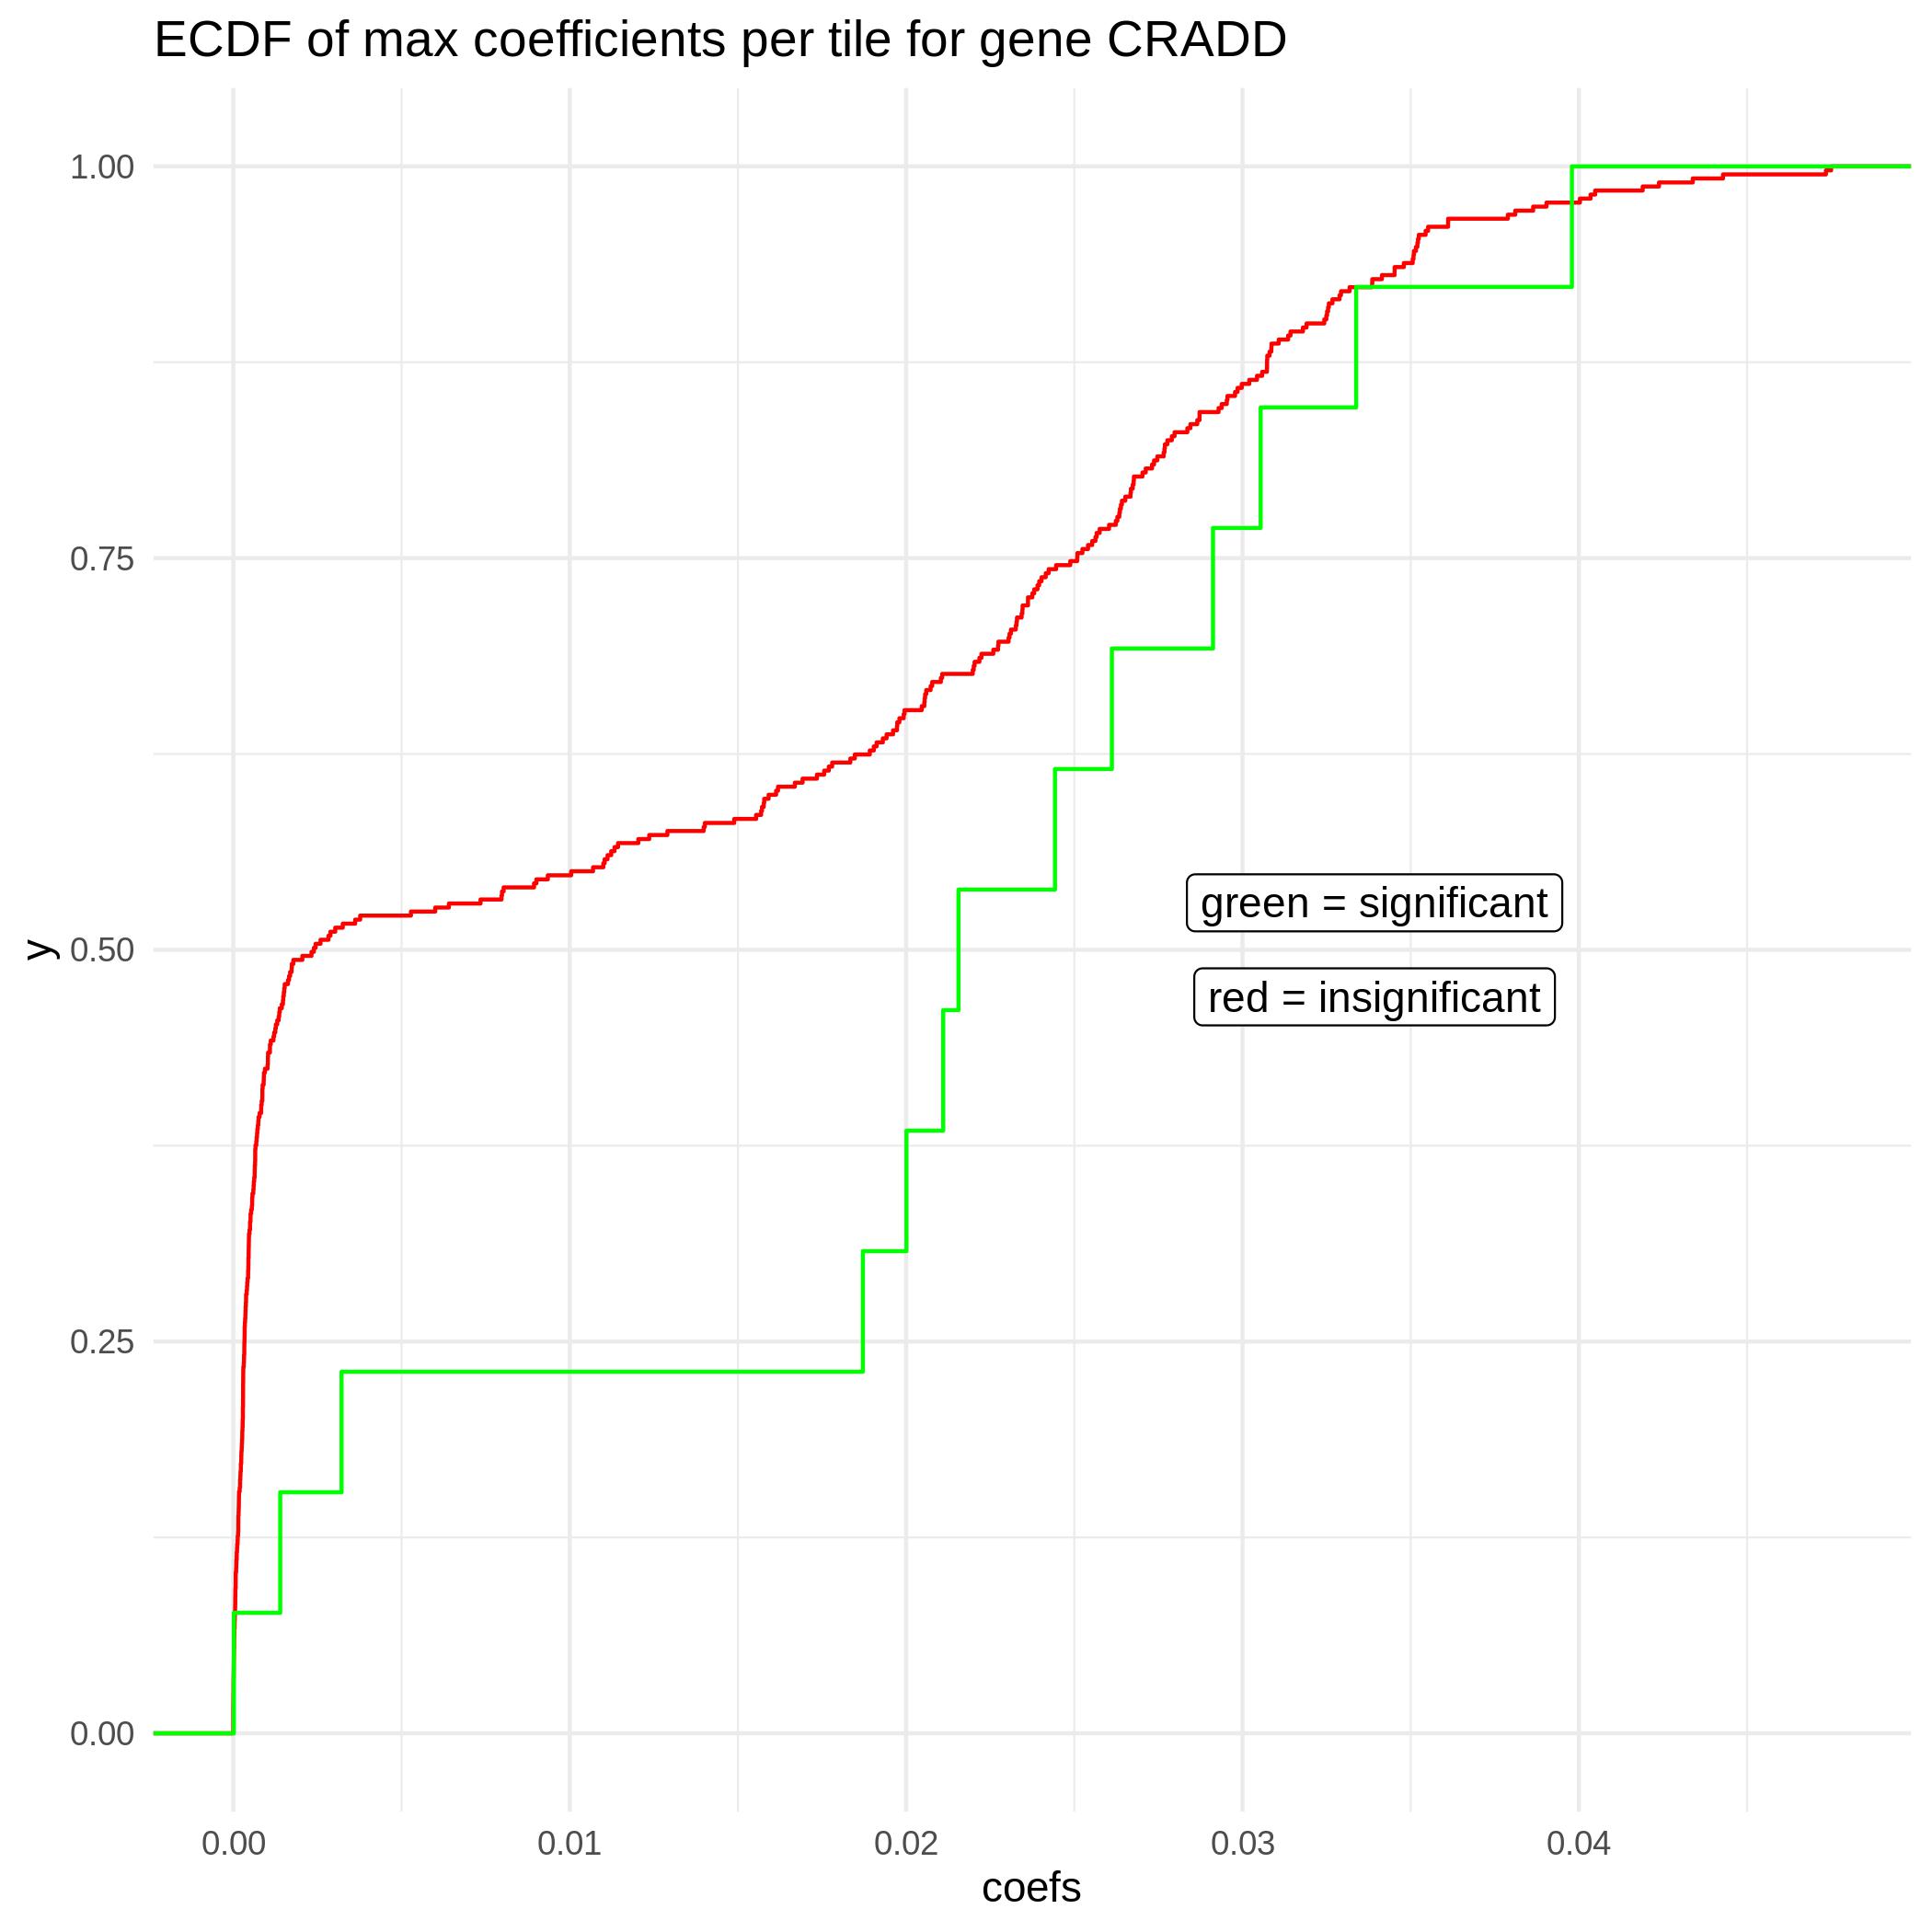 ECDF of max coefficients per tile for gene CRADD
1.00
0.75
0.50
0.25
0.00
y
green = significant
red = insignificant
0.00 0.01 0.02 0.03 0.04
coefs